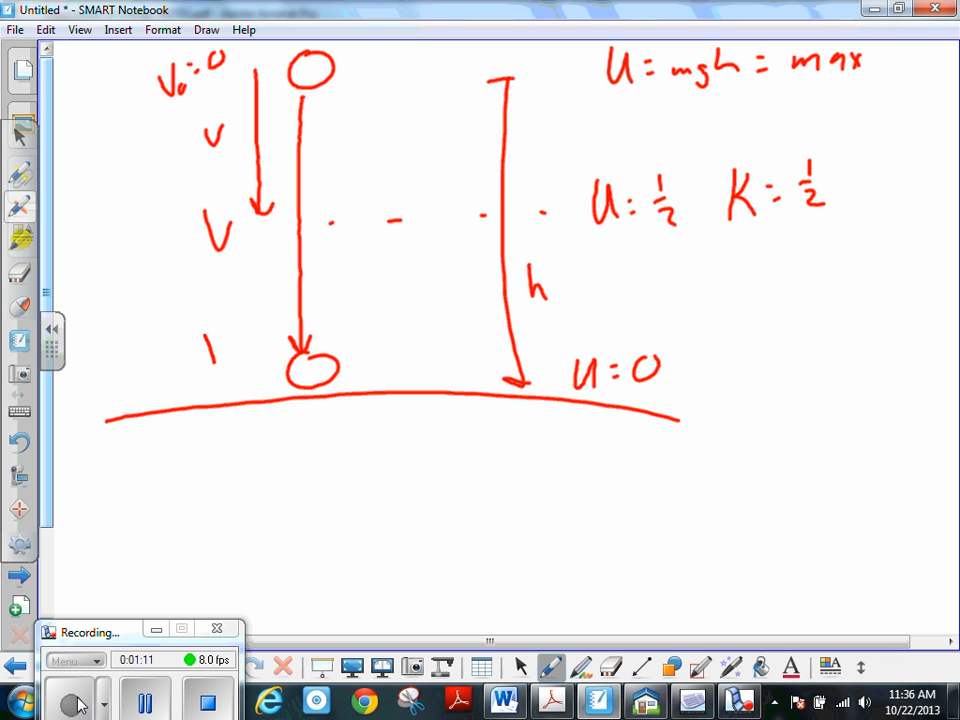 Untitled * - SMART Notebook
File Edit View Insert Format Draw Help
V₀=0
U = mgh = max
V
U = 1/2 K = 1/2
V
h
U = 0
Recording...
Menu 0:01:11 8.0 fps
11:36 AM
10/22/2013